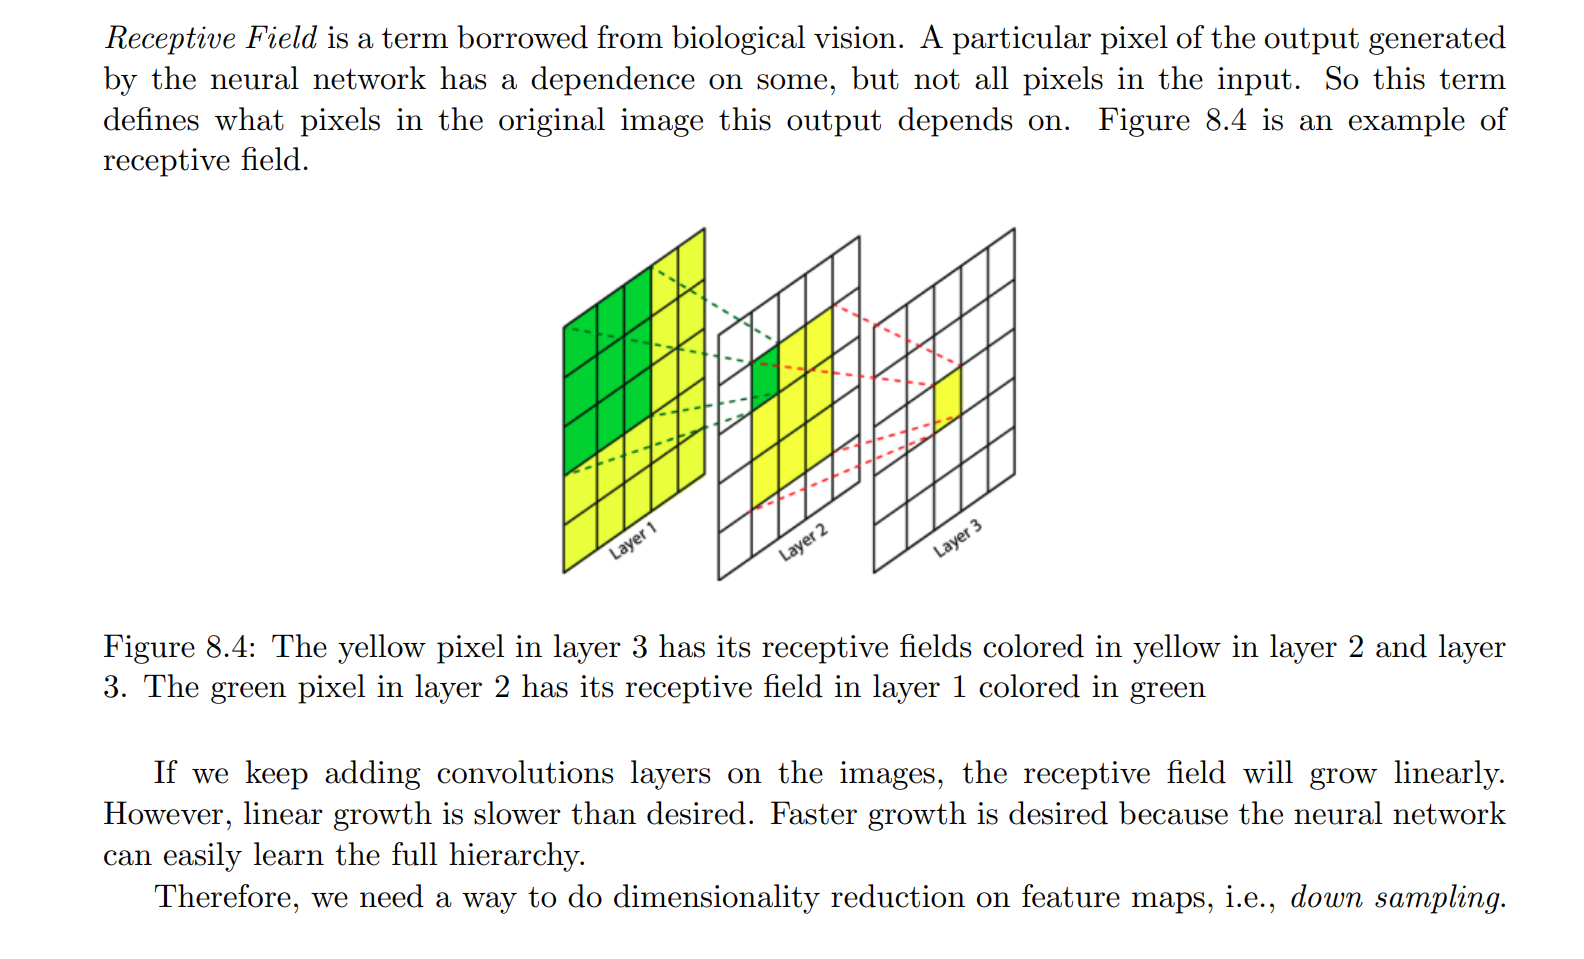 Receptive Field is a term borrowed from biological vision. A particular pixel of the output generated
by the neural network has a dependence on some, but not all pixels in the input. So this term
defines what pixels in the original image this output depends on. Figure 8.4 is an example of
receptive field.
Layer 1
Layer 2
Layer 3
Figure 8.4: The yellow pixel in layer 3 has its receptive fields colored in yellow in layer 2 and layer
3. The green pixel in layer 2 has its receptive field in layer 1 colored in green
If we keep adding convolutions layers on the images, the receptive field will grow linearly.
However, linear growth is slower than desired. Faster growth is desired because the neural network
can easily learn the full hierarchy.
Therefore, we need a way to do dimensionality reduction on feature maps, i.e., down sampling.